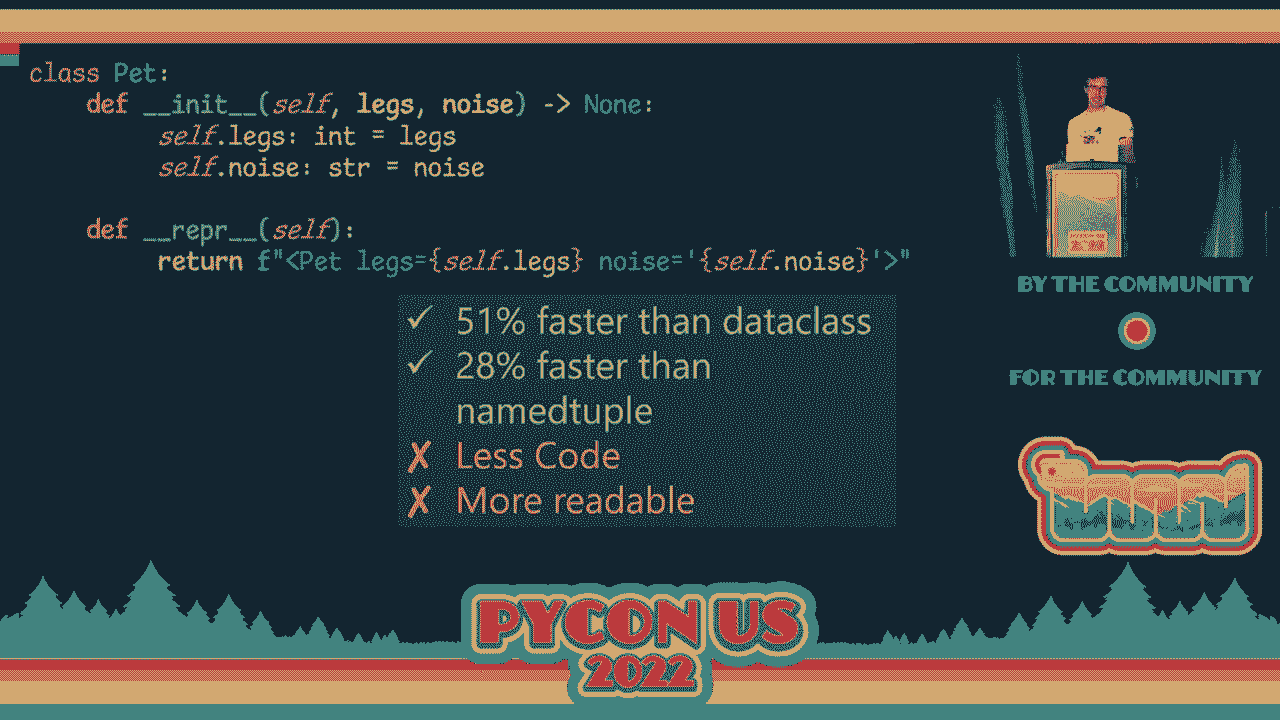 class Pet:
    def __init__(self, legs, noise) -> None:
        self.legs: int = legs
        self.noise: str = noise
    def __repr__(self):
        return f"<Pet legs={self.legs} noise='{self.noise}'>"
✓ 51% faster than dataclass
✓ 28% faster than
namedtuple
✗ Less Code
✗ More readable
BY THE COMMUNITY
FOR THE COMMUNITY
PYCON US
2022